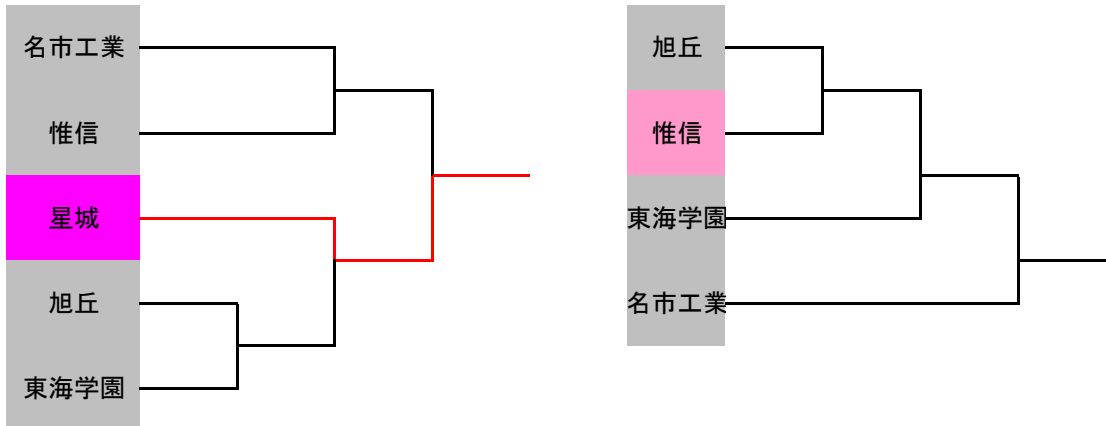 名市工業
惟信
星城
旭丘
東海学園
旭丘
惟信
東海学園
名市工業